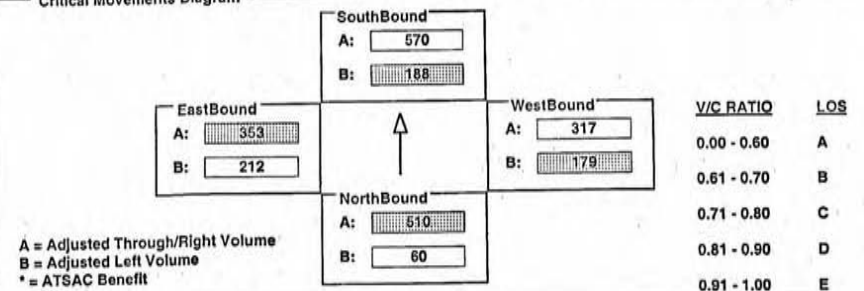 Critical Movements Diagram
SouthBound
A: 570
B: 188
EastBound
A: 353
B: 212
WestBound
A: 317
B: 179
NorthBound
A: 510
B: 60
A = Adjusted Through/Right Volume
B = Adjusted Left Volume
* = ATSAC Benefit
V/C RATIO LOS
0.00 - 0.60 A
0.61 - 0.70 B
0.71 - 0.80 C
0.81 - 0.90 D
0.91 - 1.00 E